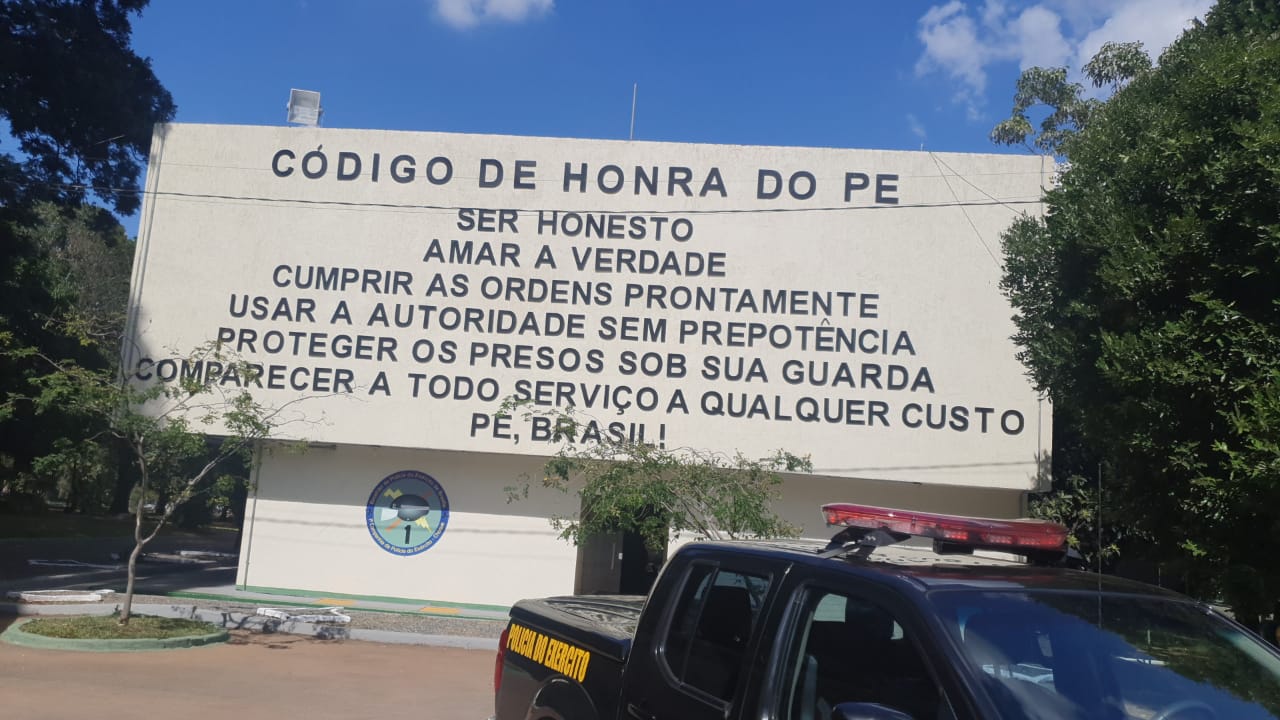 CÓDIGO DE HONRA DO PE
SER HONESTO
AMAR A VERDADE
CUMPRIR AS ORDENS PRONTAMENTE
USAR A AUTORIDADE SEM PREPOTÊNCIA
PROTEGER OS PRESOS SOB SUA GUARDA
COMPARECER A TODO SERVIÇO A QUALQUER CUSTO
PE, BRASIL!
1
POLÍCIA DO EXÉRCITO